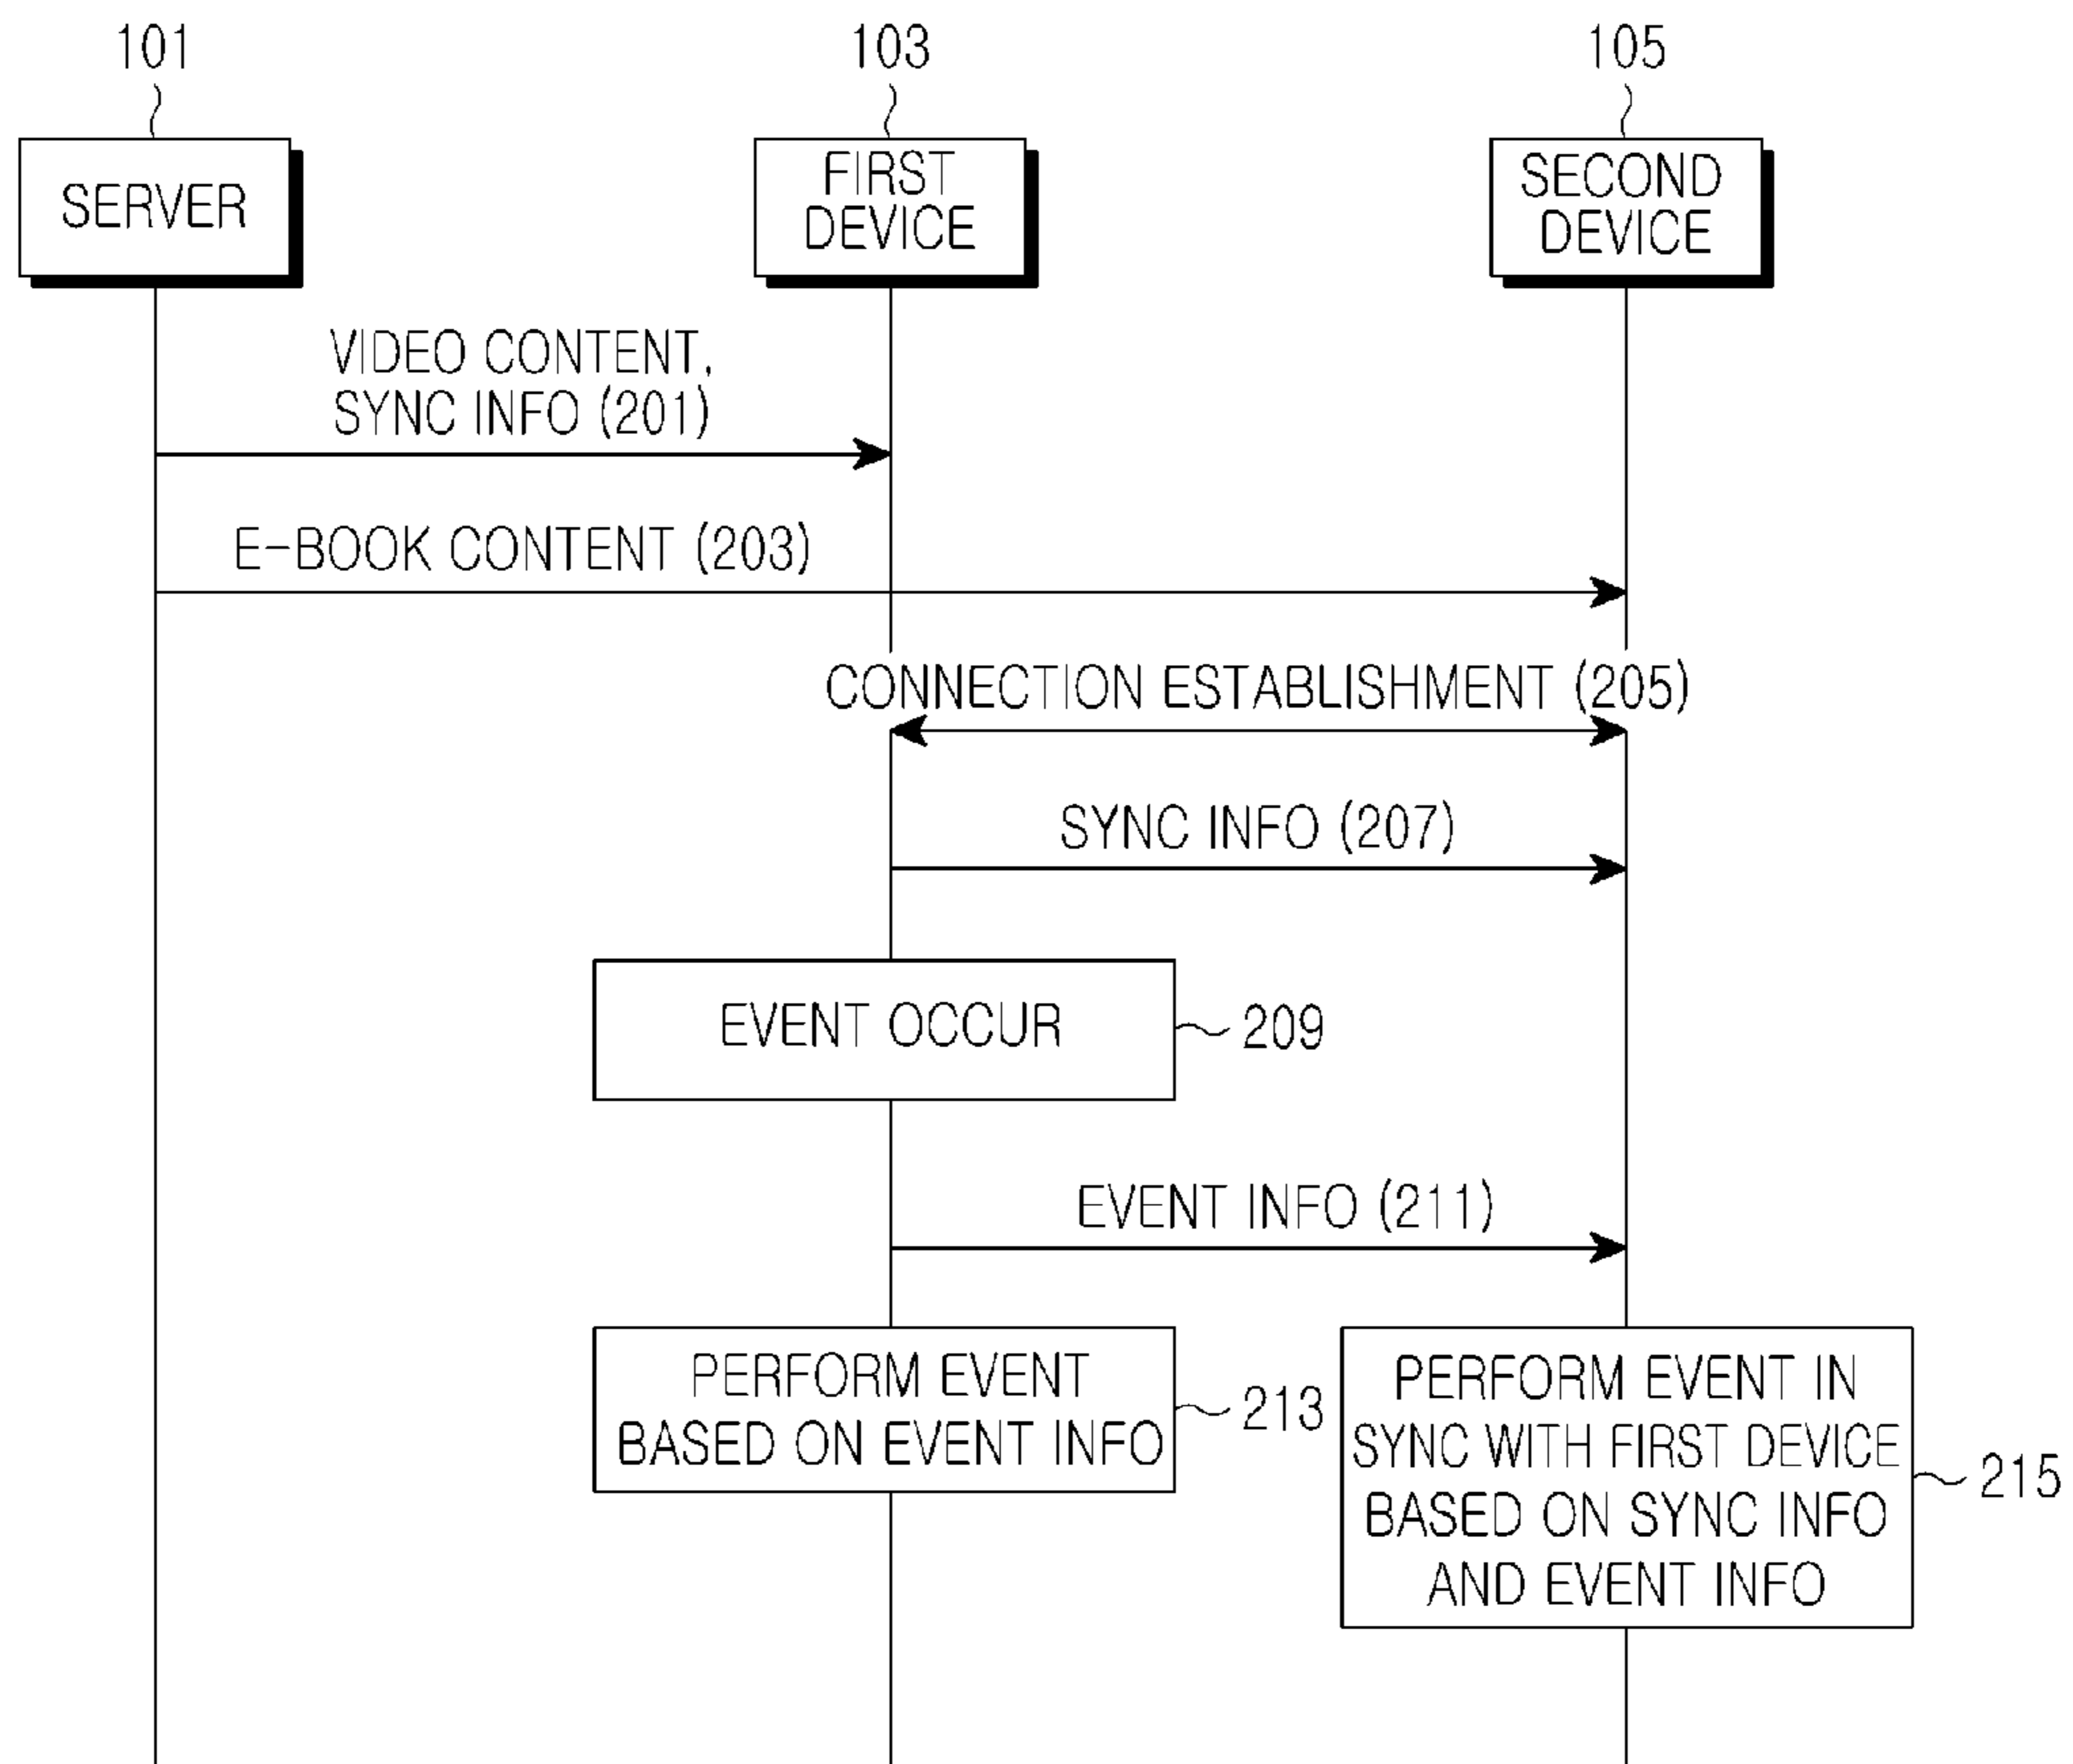 101
103
105
SERVER
FIRST
DEVICE
SECOND
DEVICE
VIDEO CONTENT,
SYNC INFO (201)
E-BOOK CONTENT (203)
CONNECTION ESTABLISHMENT (205)
SYNC INFO (207)
EVENT OCCUR
209
EVENT INFO (211)
PERFORM EVENT
BASED ON EVENT INFO
213
PERFORM EVENT IN
SYNC WITH FIRST DEVICE
BASED ON SYNC INFO
AND EVENT INFO
215